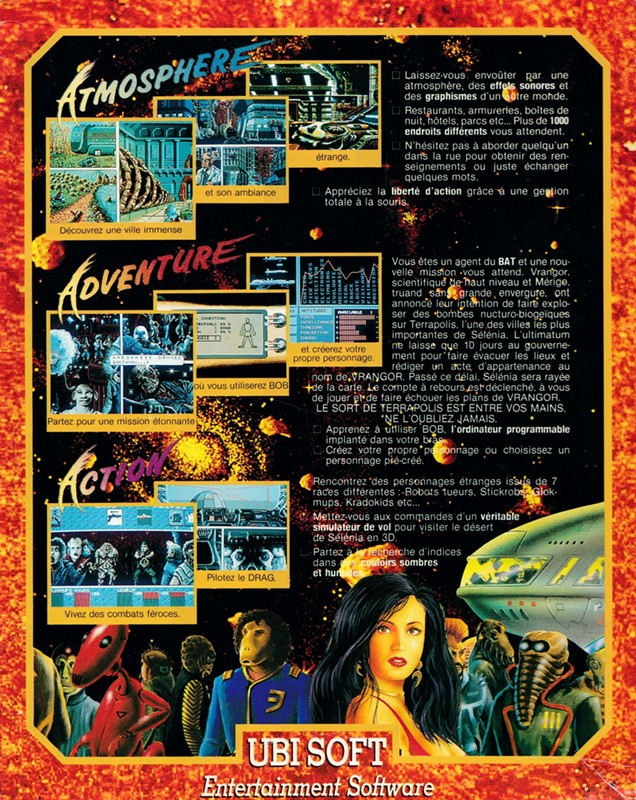 ATMOSPHERE
Découvrez une ville immense
et son ambiance
étrange.
□ Laissez-vous envoûter par une
atmosphère, des effets sonores et
des graphismes d'un autre monde.
□ Restaurants, armureries, boîtes de
nuit, hôtels, parcs etc... Plus de 1000
endroits différents vous attendent.
□ N'hésitez pas à aborder quelqu'un
dans la rue pour obtenir des ren-
seignements ou juste échanger
quelques mots.
□ Appréciez la liberté d'action grâce à une gestion
totale à la souris.
ADVENTURE
Partez pour une mission étonnante
où vous utiliserez BOB
et créerez votre
propre personnage.
Vous êtes un agent du BAT et une nou-
velle mission vous attend. Vrangor,
scientifique de haut niveau et Mérigo,
truand sans grande envergure, ont
annoncé leur intention de faire explo-
ser des bombes nucturo-biogéïques
sur Terrapolis, l'une des villes les plus
importantes de Sélénia. L'ultimatum
ne laisse que 10 jours au gouverne-
ment pour faire évacuer les lieux et
rédiger un acte d'appartenance au
nom de VRANGOR. Passé ce délai, Sélénia sera rayée
de la carte. Le compte à rebours est déclenché, à vous
de jouer et de faire échouer les plans de VRANGOR.
LE SORT DE TERRAPOLIS EST ENTRE VOS MAINS,
NE L'OUBLIEZ JAMAIS.
□ Apprenez à utiliser BOB, l'ordinateur programmable
implanté dans votre bras.
□ Créez votre propre personnage ou choisissez un
personnage pré-créé.
ACTION
Vivez des combats féroces.
Pilotez le DRAG,
Rencontrez des personnages étranges issus de 7
races différentes : Robots tueurs, Stickrobs, Glok-
mups, Kradokids etc...
Mettez-vous aux commandes d'un véritable
simulateur de vol pour visiter le désert
de Sélénia en 3D.
□ Partez à la recherche d'indices
dans des couloirs sombres
et humides.
UBI SOFT
Entertainment Software